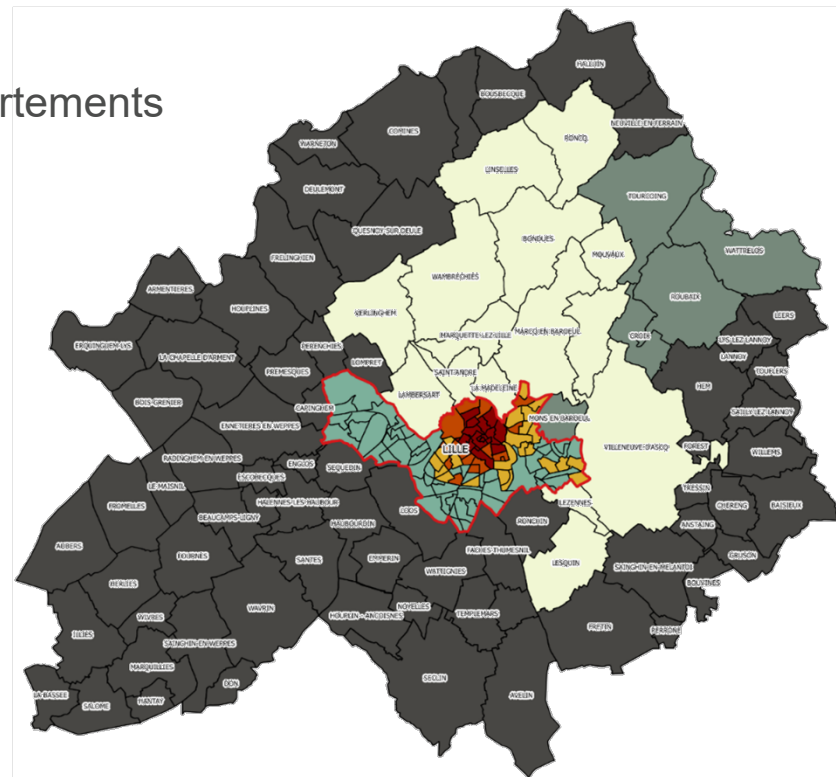 rtements
HALLUIN
BOUSBECQUE
COMINES
NEUVILLE-EN-FERRAIN
RONCQ
WARNETON
LINSELLES
DEULEMONT
TOURCOING
QUESNOY SUR DEULE
BONDUES
WATTRELOS
MOUVAUX
FRELINGHIEN
WAMBRECHIES
ARMENTIERES
ROUBAIX
HOUPLINES
VERLINGHEM
LEERS
MARQUETTE-LEZ-LILLE
MARCQ-EN-BAROEUL
CROIX
LYS LEZ LANNOY
ERQUINGHEM-LYS
PERENCHIES
LANNOY
LA CHAPELLE D'ARMENT
LOMPRET
TOUFLERS
PREMESQUES
SAINT ANDRE
HEM
LA MADELEINE
LAMBERSART
BOIS-GRENIER
CAPINGHEM
SAILLY LEZ LANNOY
MONS EN BAROEUL
ENNETIERES EN WEPPES
LILLE
VILLENEUVE-D'ASCQ
FOREST
WILLEMS
RADINGHEM-EN-WEPPES
ENGLOS
SEQUEDIN
ESCOBECQUES
LE MAISNIL
TRESSIN
HALLENNES-LEZ-HAUBOUR
LEZENNES
FROMELLES
CHERENG
BAISIEUX
LOOS
BEAUCAMPS-LIGNY
RONCHIN
HAUBOURDIN
ANSTAING
AUBERS
FOURNES
FACHES-THUMESNIL
GRUSON
SANTES
EMMERIN
LESQUIN
SAINGHIN-EN-MELANTOI
WATTIGNIES
BOUVINES
HERLIES
NOYELLES
WAVRIN
HOUPLIN - ANCOISNES
TEMPLEMARS
WICRES
FRETIN
PERONNE
ILLIES
SAINGHIN-EN-WEPPES
MARQUILLIES
SECLIN
DON
LA BASSEE
AVELIN
HANTAY
SALOME